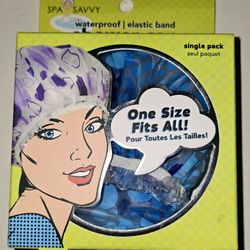 SPA SAVVY
waterproof | elastic band
single pack
seul paquet
One Size
Fits All!
Pour Toutes Les Tailles!